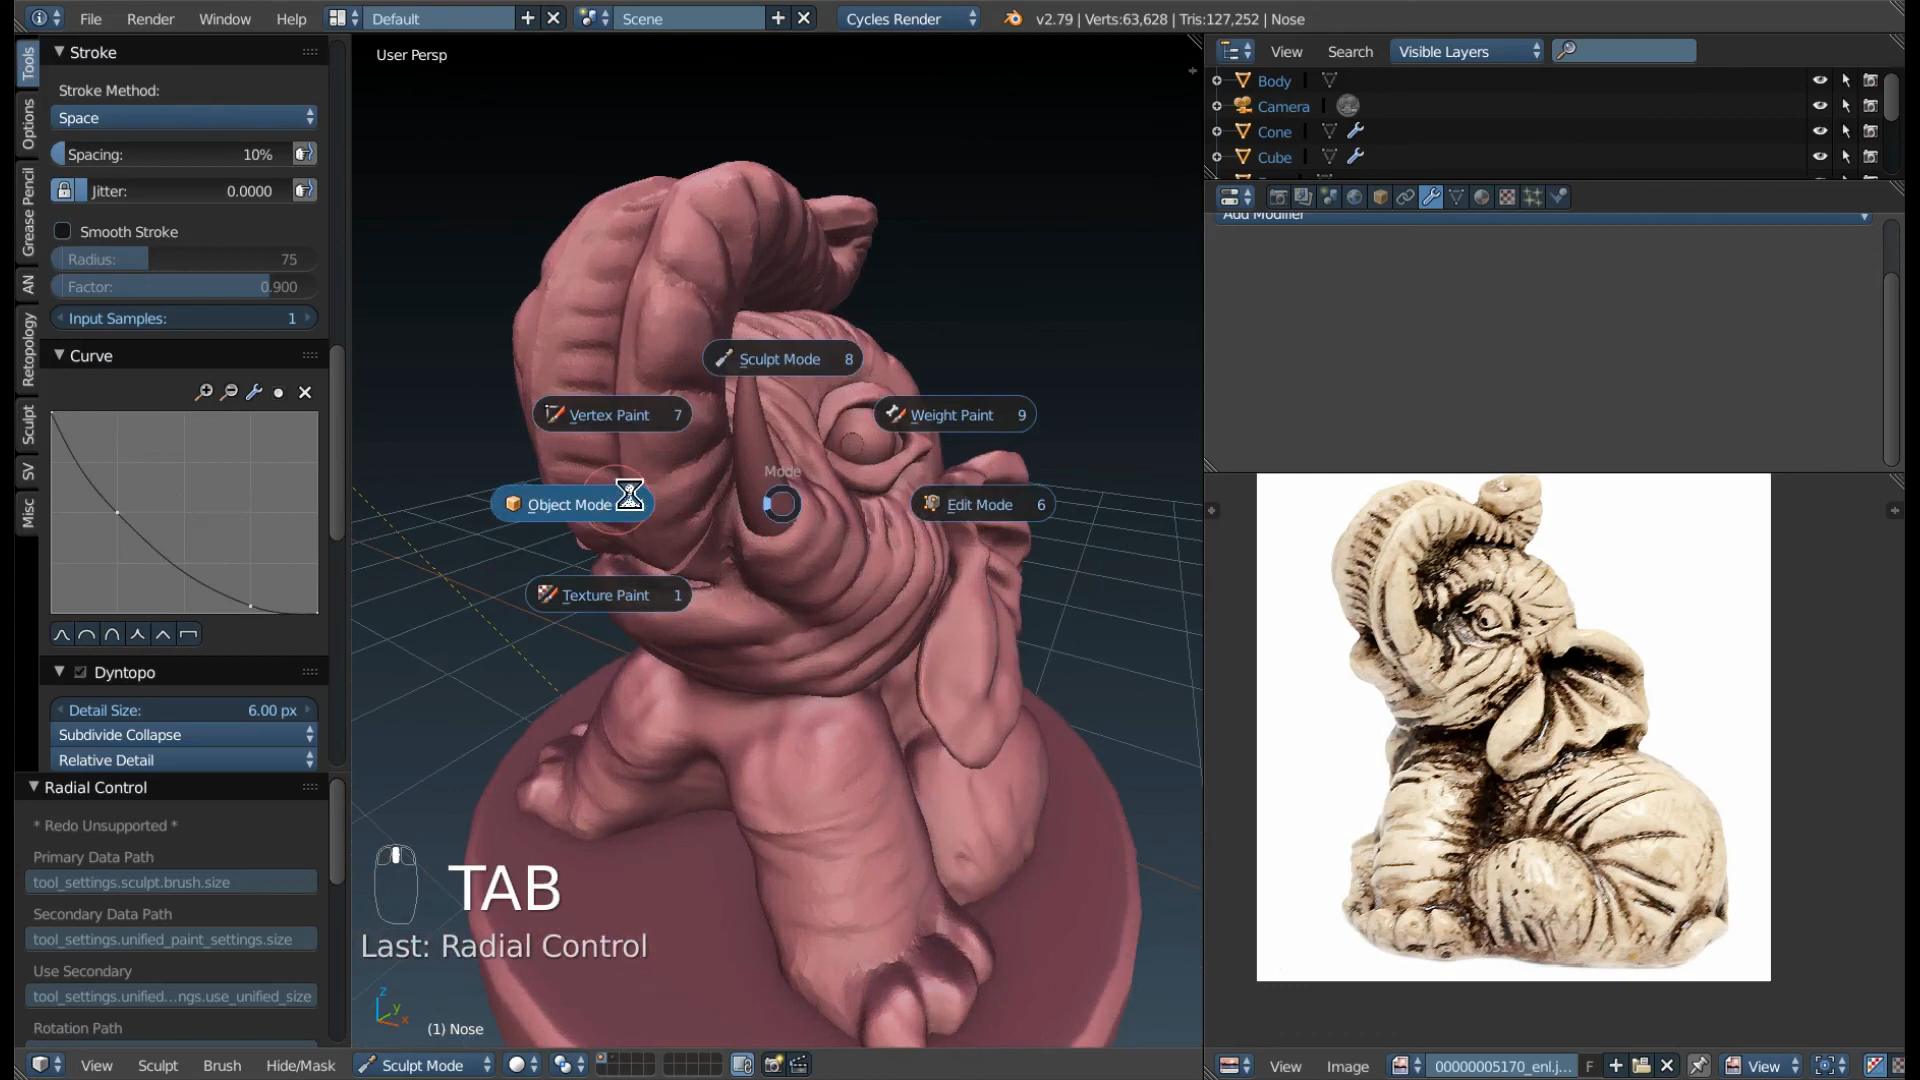 File Render Window Help Default Scene Cycles Render v2.79 | Verts:63,628 | Tris:127,252 | Nose
Tools
Options
Grease Pencil
AN
Retopology
Sculpt
SV
Misc
Stroke
Stroke Method:
Space
Spacing: 10%
Jitter: 0.0000
Smooth Stroke
Radius: 75
Factor: 0.900
Input Samples: 1
Curve
Dyntopo
Detail Size: 6.00 px
Subdivide Collapse
Relative Detail
Radial Control
* Redo Unsupported *
Primary Data Path
tool_settings.sculpt.brush.size
Secondary Data Path
tool_settings.unified_paint_settings.size
Use Secondary
tool_settings.unified...ngs.use_unified_size
Rotation Path
User Persp
Sculpt Mode 8
Vertex Paint 7
Weight Paint 9
Mode
Object Mode
Edit Mode 6
Texture Paint 1
TAB
Last: Radial Control
z
y
x
(1) Nose
View Sculpt Brush Hide/Mask Sculpt Mode
View Search Visible Layers
Body
Camera
Cone
Cube
Add Modifier
View Image 00000005170_enl.j... F View